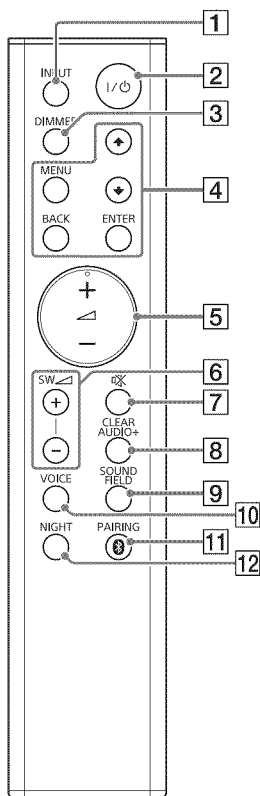 1
INPUT
I/⏻
2
DIMMER
3
MENU
4
BACK ENTER
+
5
−
6
SW
+
7
CLEAR
AUDIO+
8
−
SOUND
FIELD
9
VOICE
10
NIGHT PAIRING
11
12